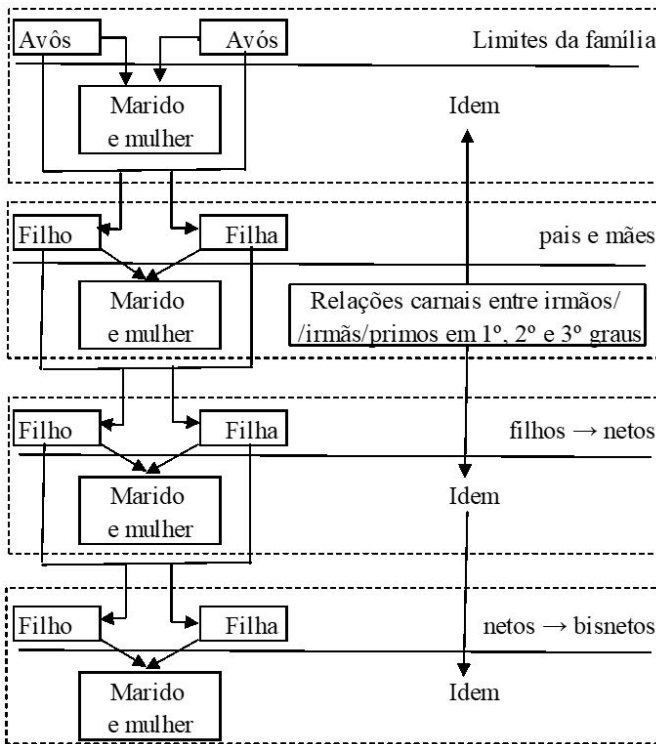 Avôs
Avós
Limites da família
Marido
e mulher
Idem
Filho
Filha
pais e mães
Marido
e mulher
Relações carnais entre irmãos/
/irmãs/primos em 1º, 2º e 3º graus
Filho
Filha
filhos → netos
Marido
e mulher
Idem
Filho
Filha
netos → bisnetos
Marido
e mulher
Idem